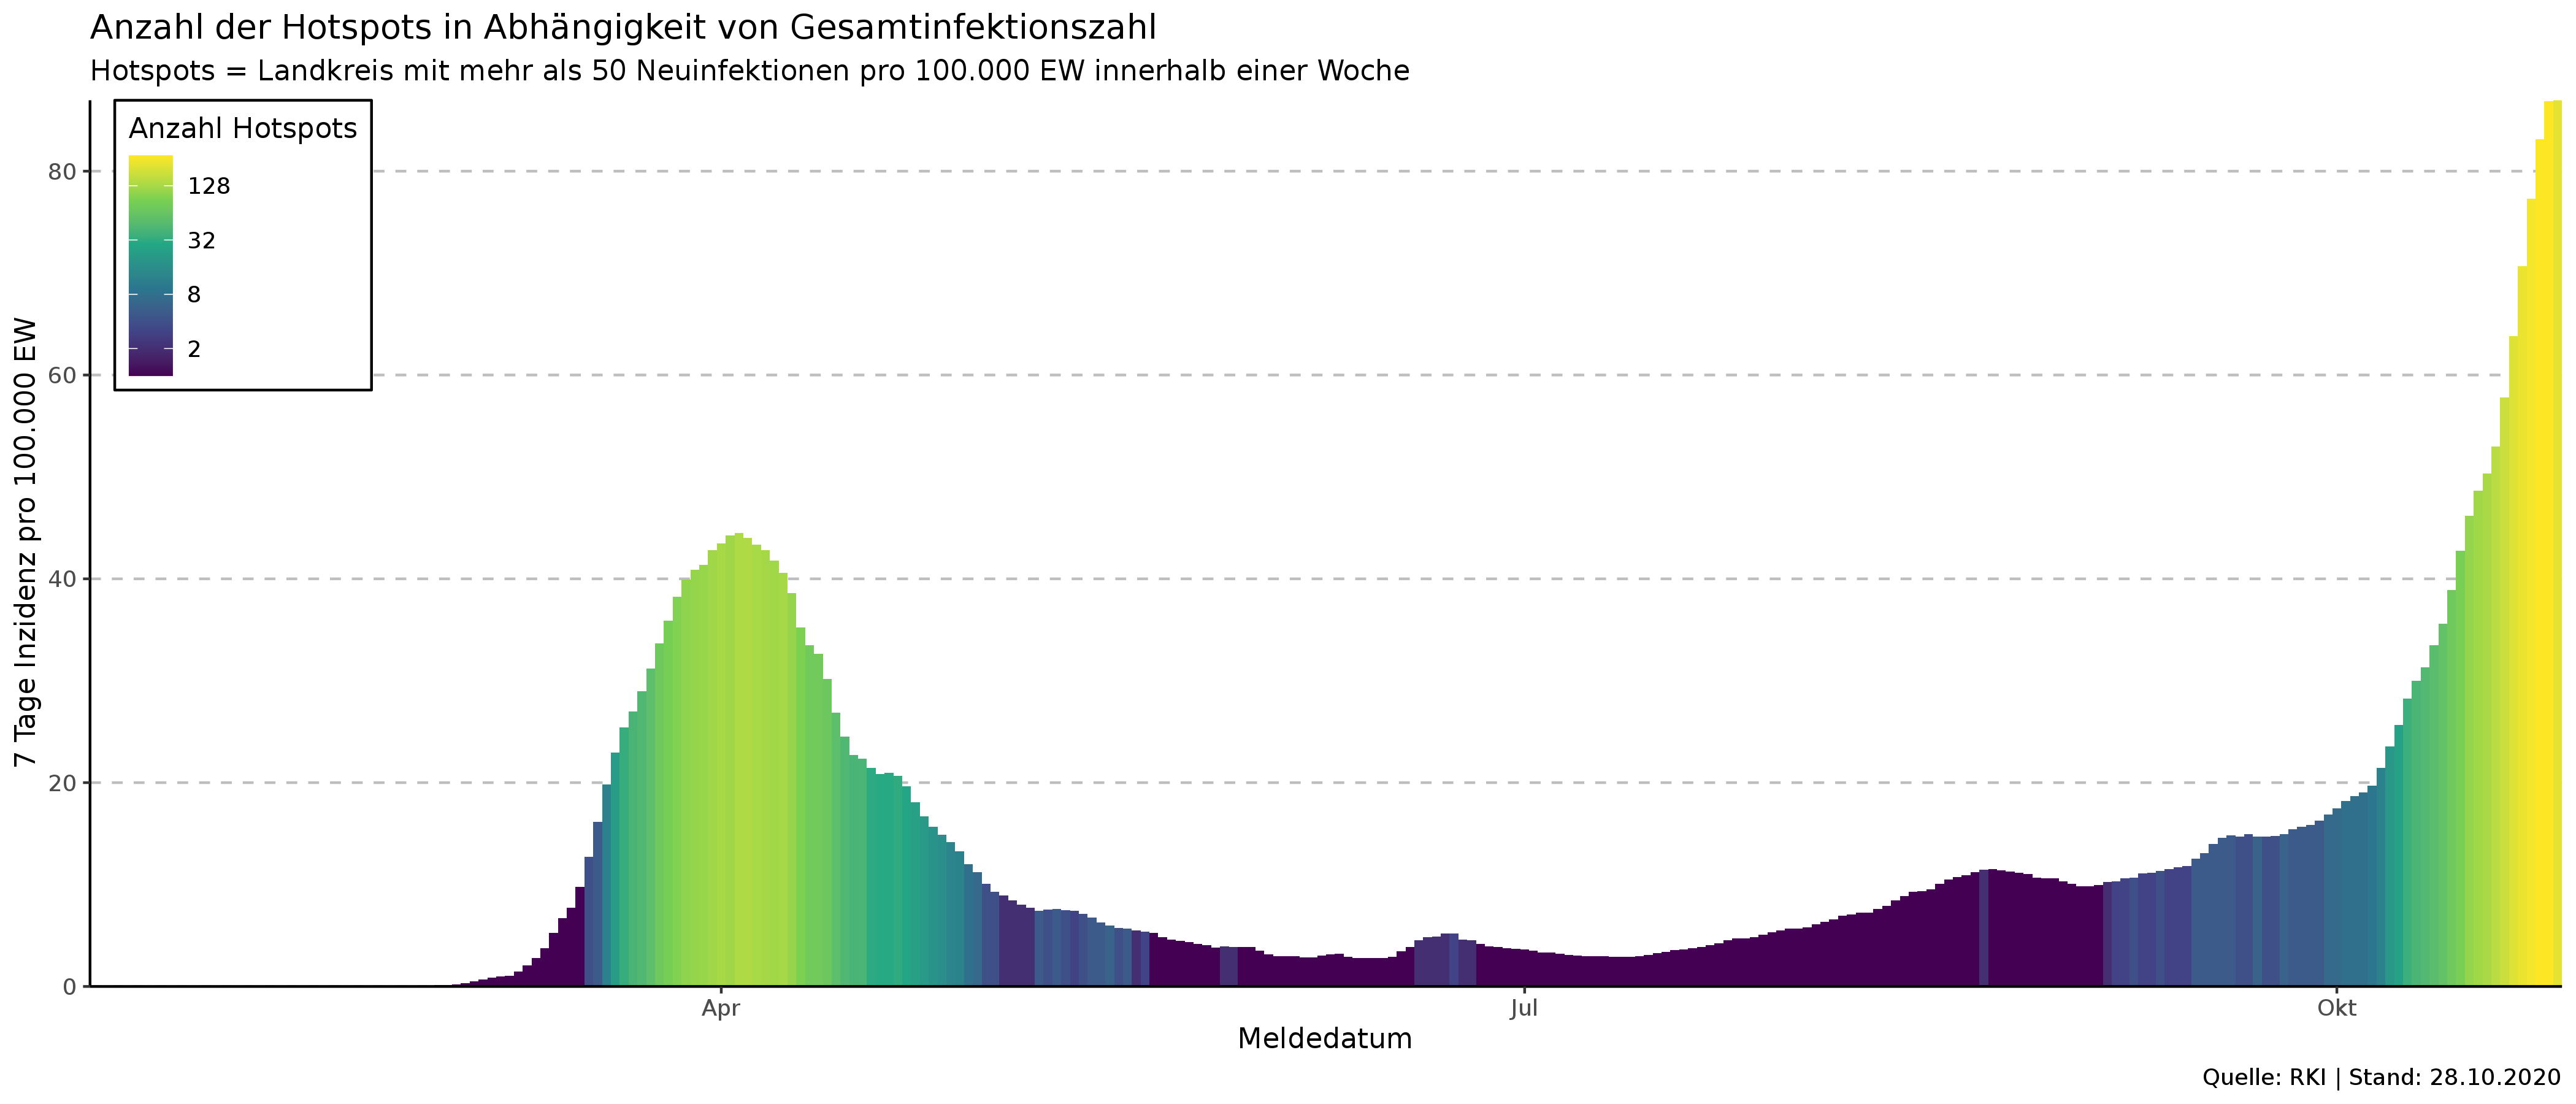 Anzahl der Hotspots in Abhängigkeit von Gesamtinfektionszahl
Hotspots = Landkreis mit mehr als 50 Neuinfektionen pro 100.000 EW innerhalb einer Woche
Anzahl Hotspots
128
32
8
2
7 Tage Inzidenz pro 100.000 EW
80
60
40
20
0
Apr
Jul
Okt
Meldedatum
Quelle: RKI | Stand: 28.10.2020